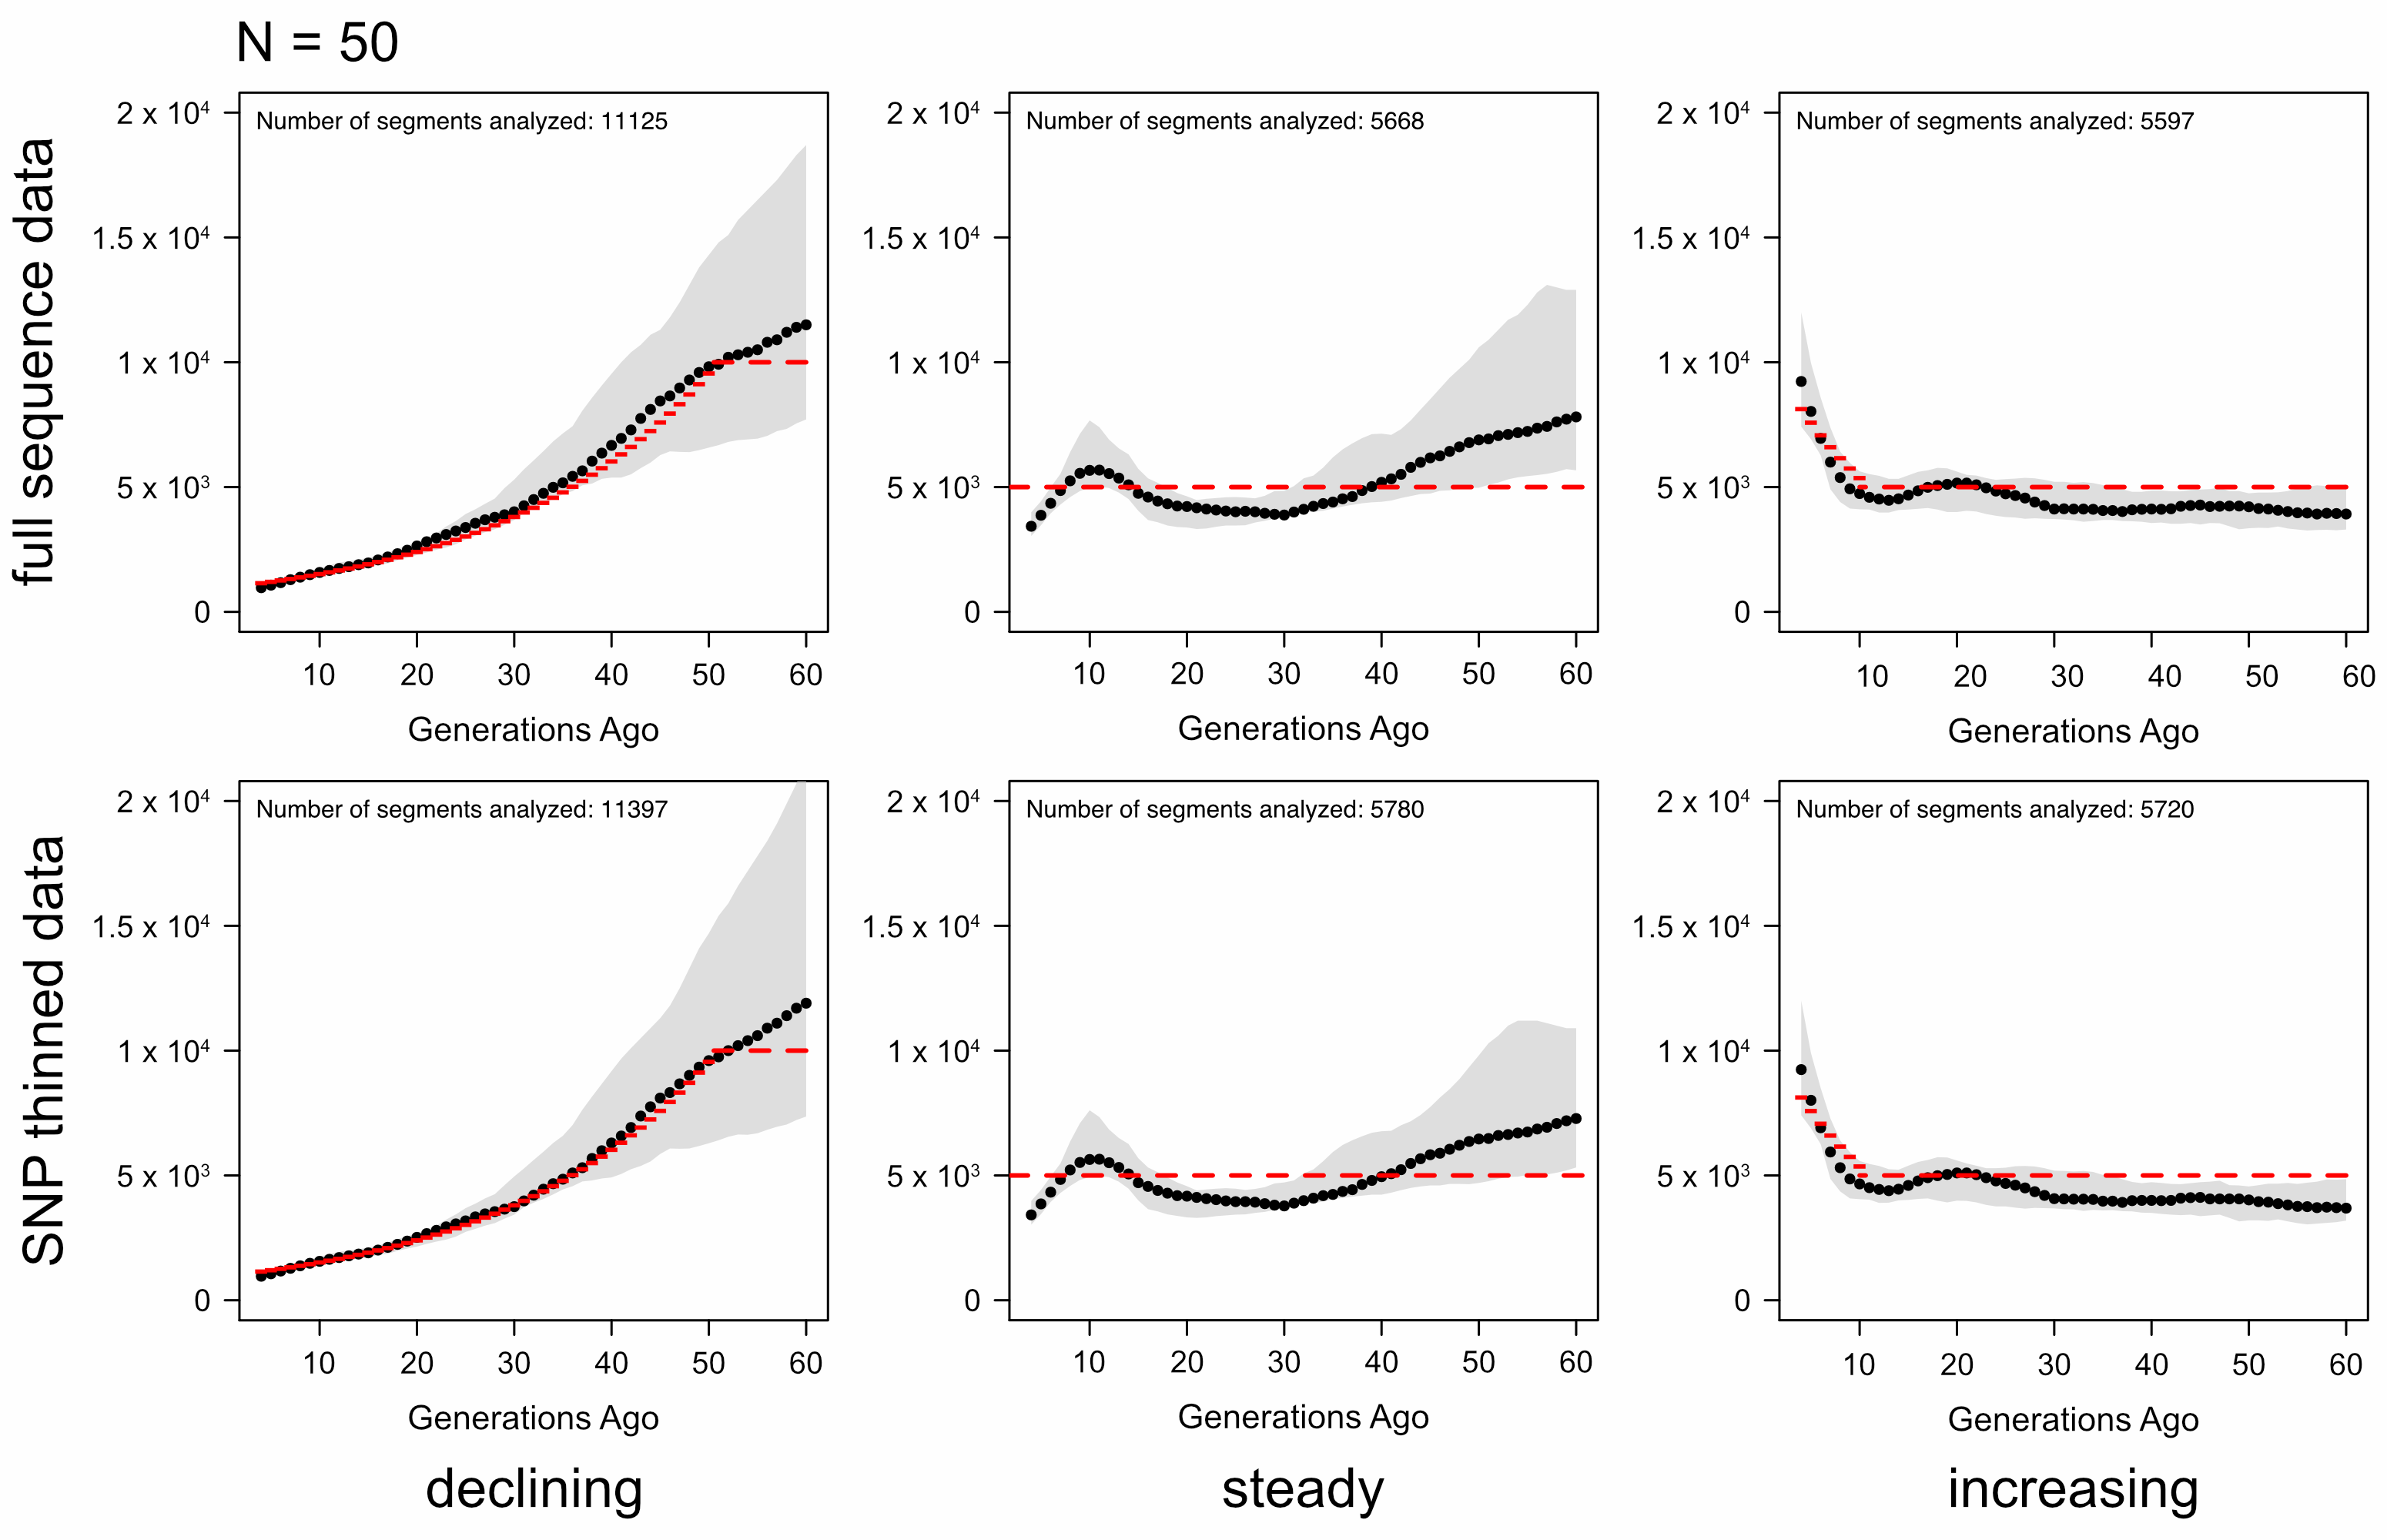 N = 50
full sequence data
Number of segments analyzed: 11125
2 x 10⁴
1.5 x 10⁴
1 x 10⁴
5 x 10³
0
10 20 30 40 50 60
Generations Ago
Number of segments analyzed: 5668
2 x 10⁴
1.5 x 10⁴
1 x 10⁴
5 x 10³
0
10 20 30 40 50 60
Generations Ago
Number of segments analyzed: 5597
2 x 10⁴
1.5 x 10⁴
1 x 10⁴
5 x 10³
0
10 20 30 40 50 60
Generations Ago
SNP thinned data
Number of segments analyzed: 11397
2 x 10⁴
1.5 x 10⁴
1 x 10⁴
5 x 10³
0
10 20 30 40 50 60
Generations Ago
declining
Number of segments analyzed: 5780
2 x 10⁴
1.5 x 10⁴
1 x 10⁴
5 x 10³
0
10 20 30 40 50 60
Generations Ago
steady
Number of segments analyzed: 5720
2 x 10⁴
1.5 x 10⁴
1 x 10⁴
5 x 10³
0
10 20 30 40 50 60
Generations Ago
increasing